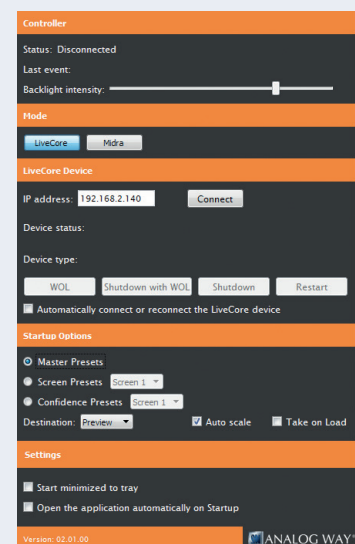 Controller
Status: Disconnected
Last event:
Backlight intensity:
Mode
LiveCore Midra
LiveCore Device
IP address: 192.168.2.140 Connect
Device status:
Device type:
WOL Shutdown with WOL Shutdown Restart
Automatically connect or reconnect the LiveCore device
Startup Options
Master Presets
Screen Presets Screen 1
Confidence Presets Screen 1
Destination: Preview Auto scale Take on Load
Settings
Start minimized to tray
Open the application automatically on Startup
Version: 02.01.00 ANALOG WAY®